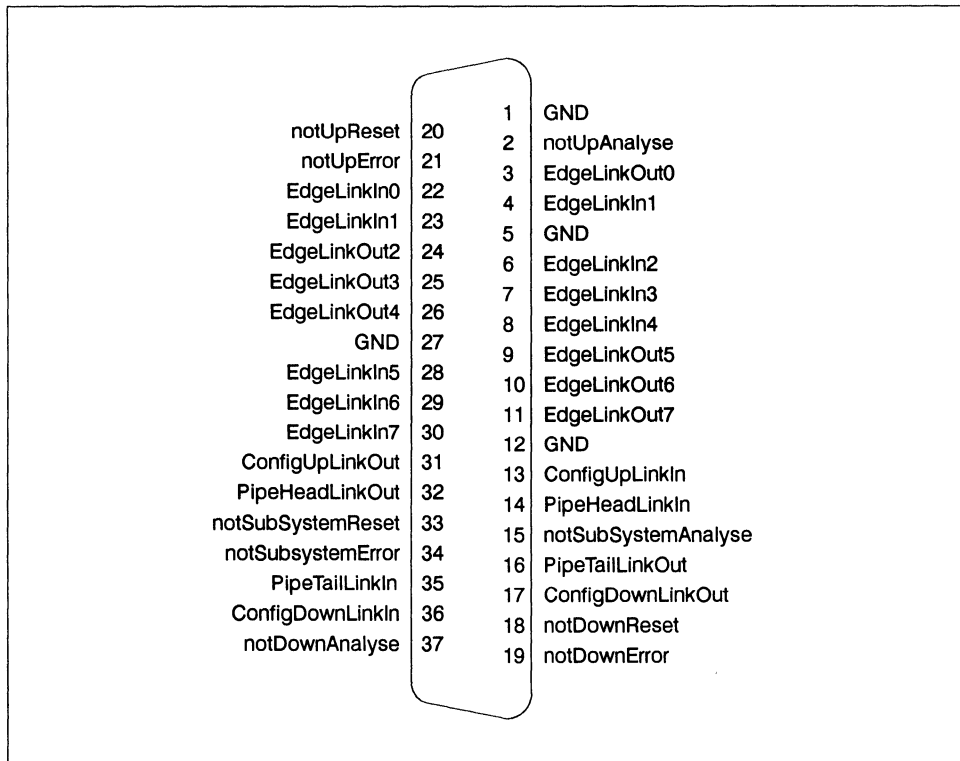 notUpReset 20
notUpError 21
EdgeLinkIn0 22
EdgeLinkIn1 23
EdgeLinkOut2 24
EdgeLinkOut3 25
EdgeLinkOut4 26
GND 27
EdgeLinkIn5 28
EdgeLinkIn6 29
EdgeLinkIn7 30
ConfigUpLinkOut 31
PipeHeadLinkOut 32
notSubSystemReset 33
notSubsystemError 34
PipeTailLinkIn 35
ConfigDownLinkIn 36
notDownAnalyse 37
1 GND
2 notUpAnalyse
3 EdgeLinkOut0
4 EdgeLinkIn1
5 GND
6 EdgeLinkIn2
7 EdgeLinkIn3
8 EdgeLinkIn4
9 EdgeLinkOut5
10 EdgeLinkOut6
11 EdgeLinkOut7
12 GND
13 ConfigUpLinkIn
14 PipeHeadLinkIn
15 notSubSystemAnalyse
16 PipeTailLinkOut
17 ConfigDownLinkOut
18 notDownReset
19 notDownError